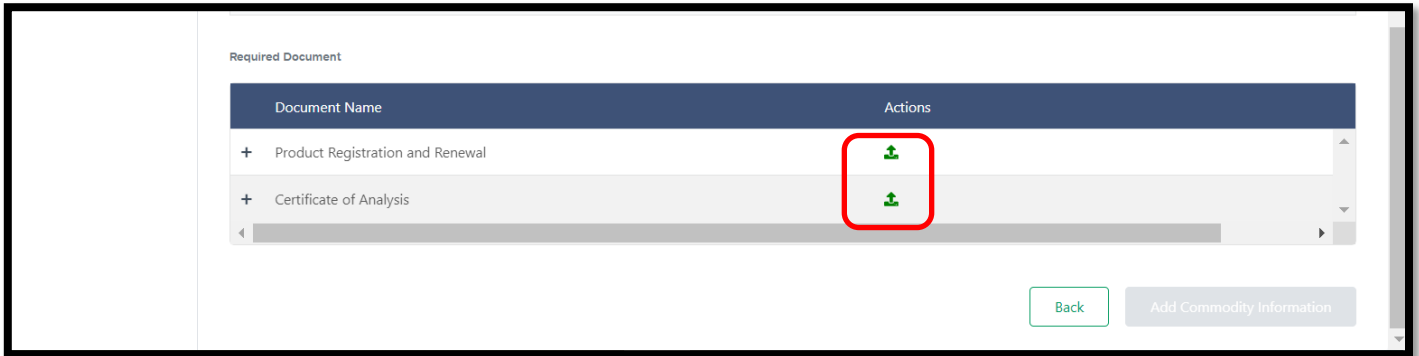 Required Document
Document Name Actions
+ Product Registration and Renewal
+ Certificate of Analysis
Back Add Commodity Information